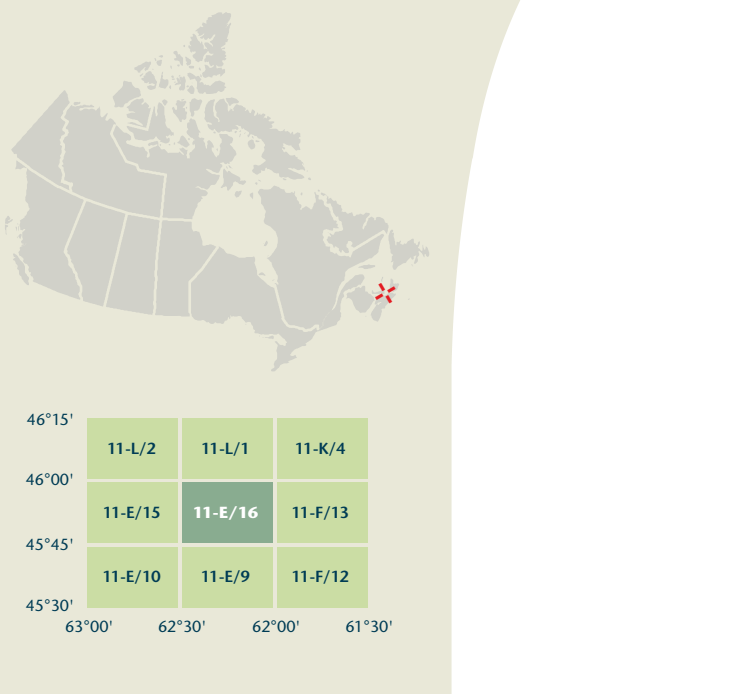 46°15'
11-L/2 11-L/1 11-K/4
46°00'
11-E/15 11-E/16 11-F/13
45°45'
11-E/10 11-E/9 11-F/12
45°30'
63°00' 62°30' 62°00' 61°30'